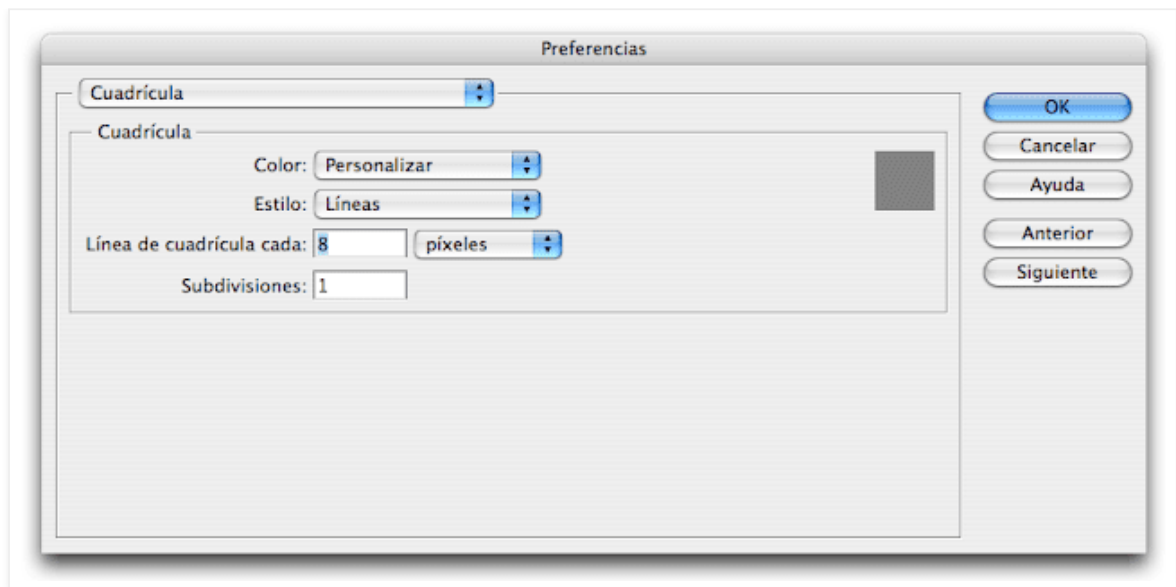 Preferencias
Cuadrícula
Cuadrícula
Color: Personalizar
Estilo: Líneas
Línea de cuadrícula cada: 8 píxeles
Subdivisiones: 1
OK
Cancelar
Ayuda
Anterior
Siguiente